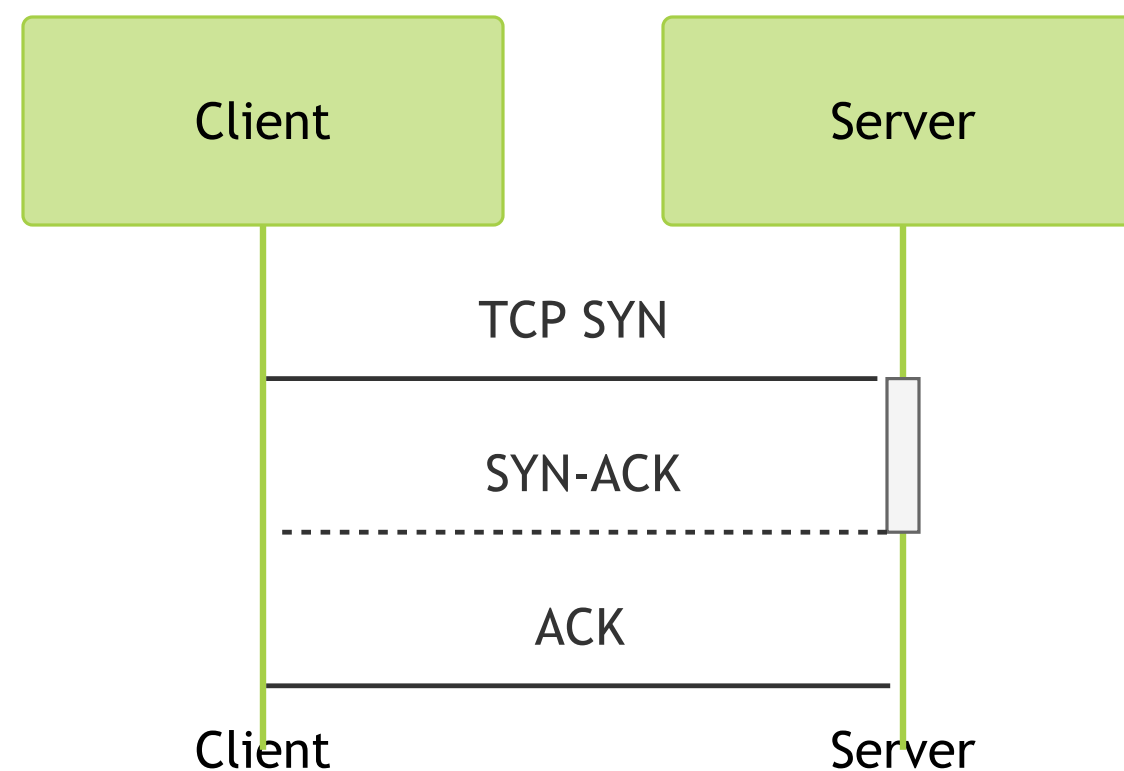 Client
Server
TCP SYN
SYN-ACK
ACK
Client
Server